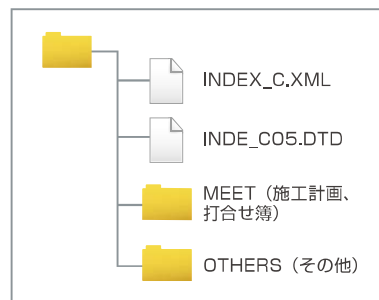 INDEX_C.XML
INDE_C05.DTD
MEET（施工計画、
打合せ簿）
OTHERS（その他）